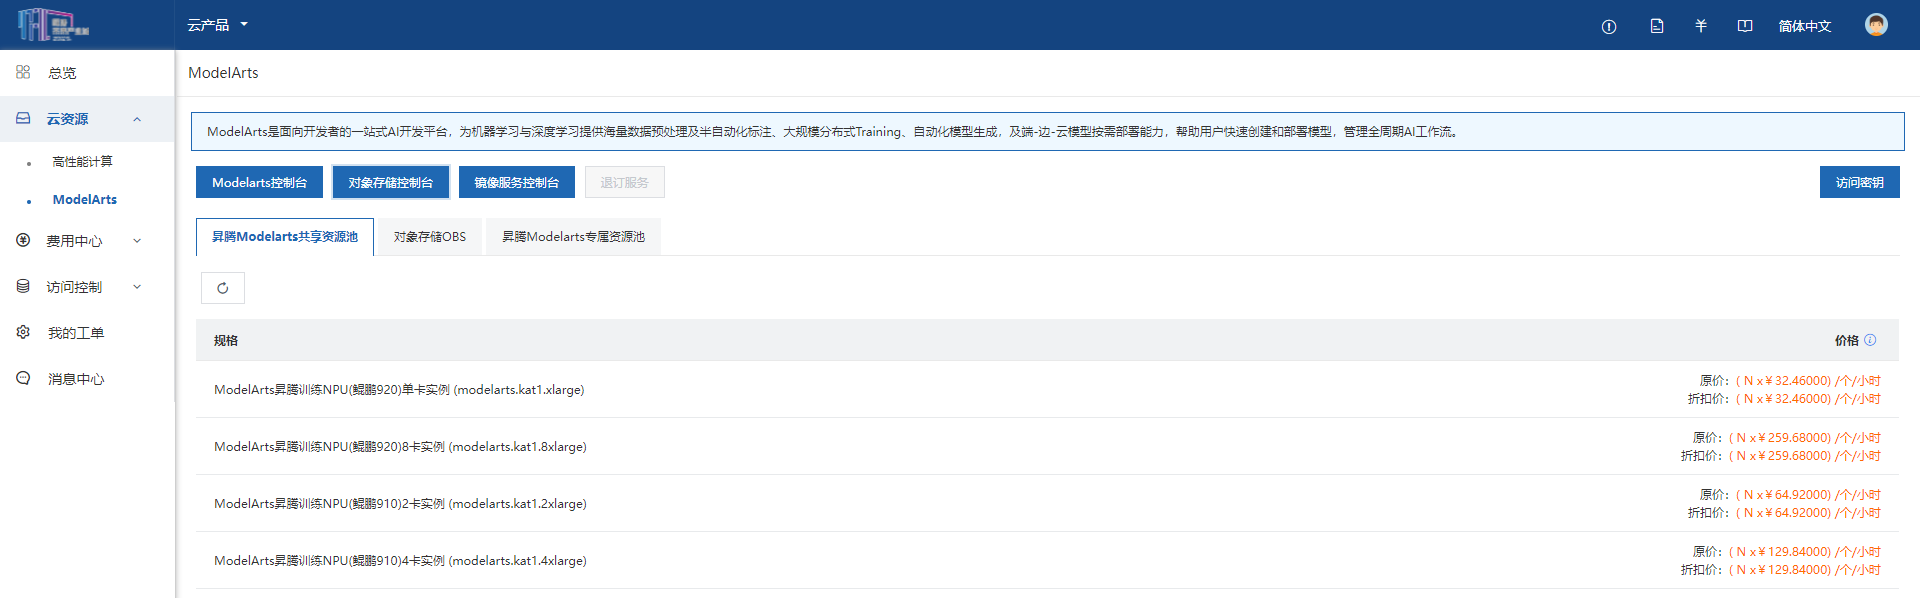 云产品
简体中文
总览
云资源
高性能计算
ModelArts
费用中心
访问控制
我的工单
消息中心
ModelArts
ModelArts是面向开发者的一站式AI开发平台，为机器学习与深度学习提供海量数据预处理及半自动化标注、大规模分布式Training、自动化模型生成，及端-边-云模型按需部署能力，帮助用户快速创建和部署模型，管理全周期AI工作流。
Modelarts控制台 对象存储控制台 镜像服务控制台 退订服务 访问密钥
昇腾Modelarts共享资源池 对象存储OBS 昇腾Modelarts专属资源池
规格 价格
ModelArts昇腾训练NPU(鲲鹏920)单卡实例 (modelarts.kat1.xlarge)
原价：( N x ¥ 32.46000) /个/小时
折扣价：( N x ¥ 32.46000) /个/小时
ModelArts昇腾训练NPU(鲲鹏920)8卡实例 (modelarts.kat1.8xlarge)
原价：( N x ¥ 259.68000) /个/小时
折扣价：( N x ¥ 259.68000) /个/小时
ModelArts昇腾训练NPU(鲲鹏910)2卡实例 (modelarts.kat1.2xlarge)
原价：( N x ¥ 64.92000) /个/小时
折扣价：( N x ¥ 64.92000) /个/小时
ModelArts昇腾训练NPU(鲲鹏910)4卡实例 (modelarts.kat1.4xlarge)
原价：( N x ¥ 129.84000) /个/小时
折扣价：( N x ¥ 129.84000) /个/小时